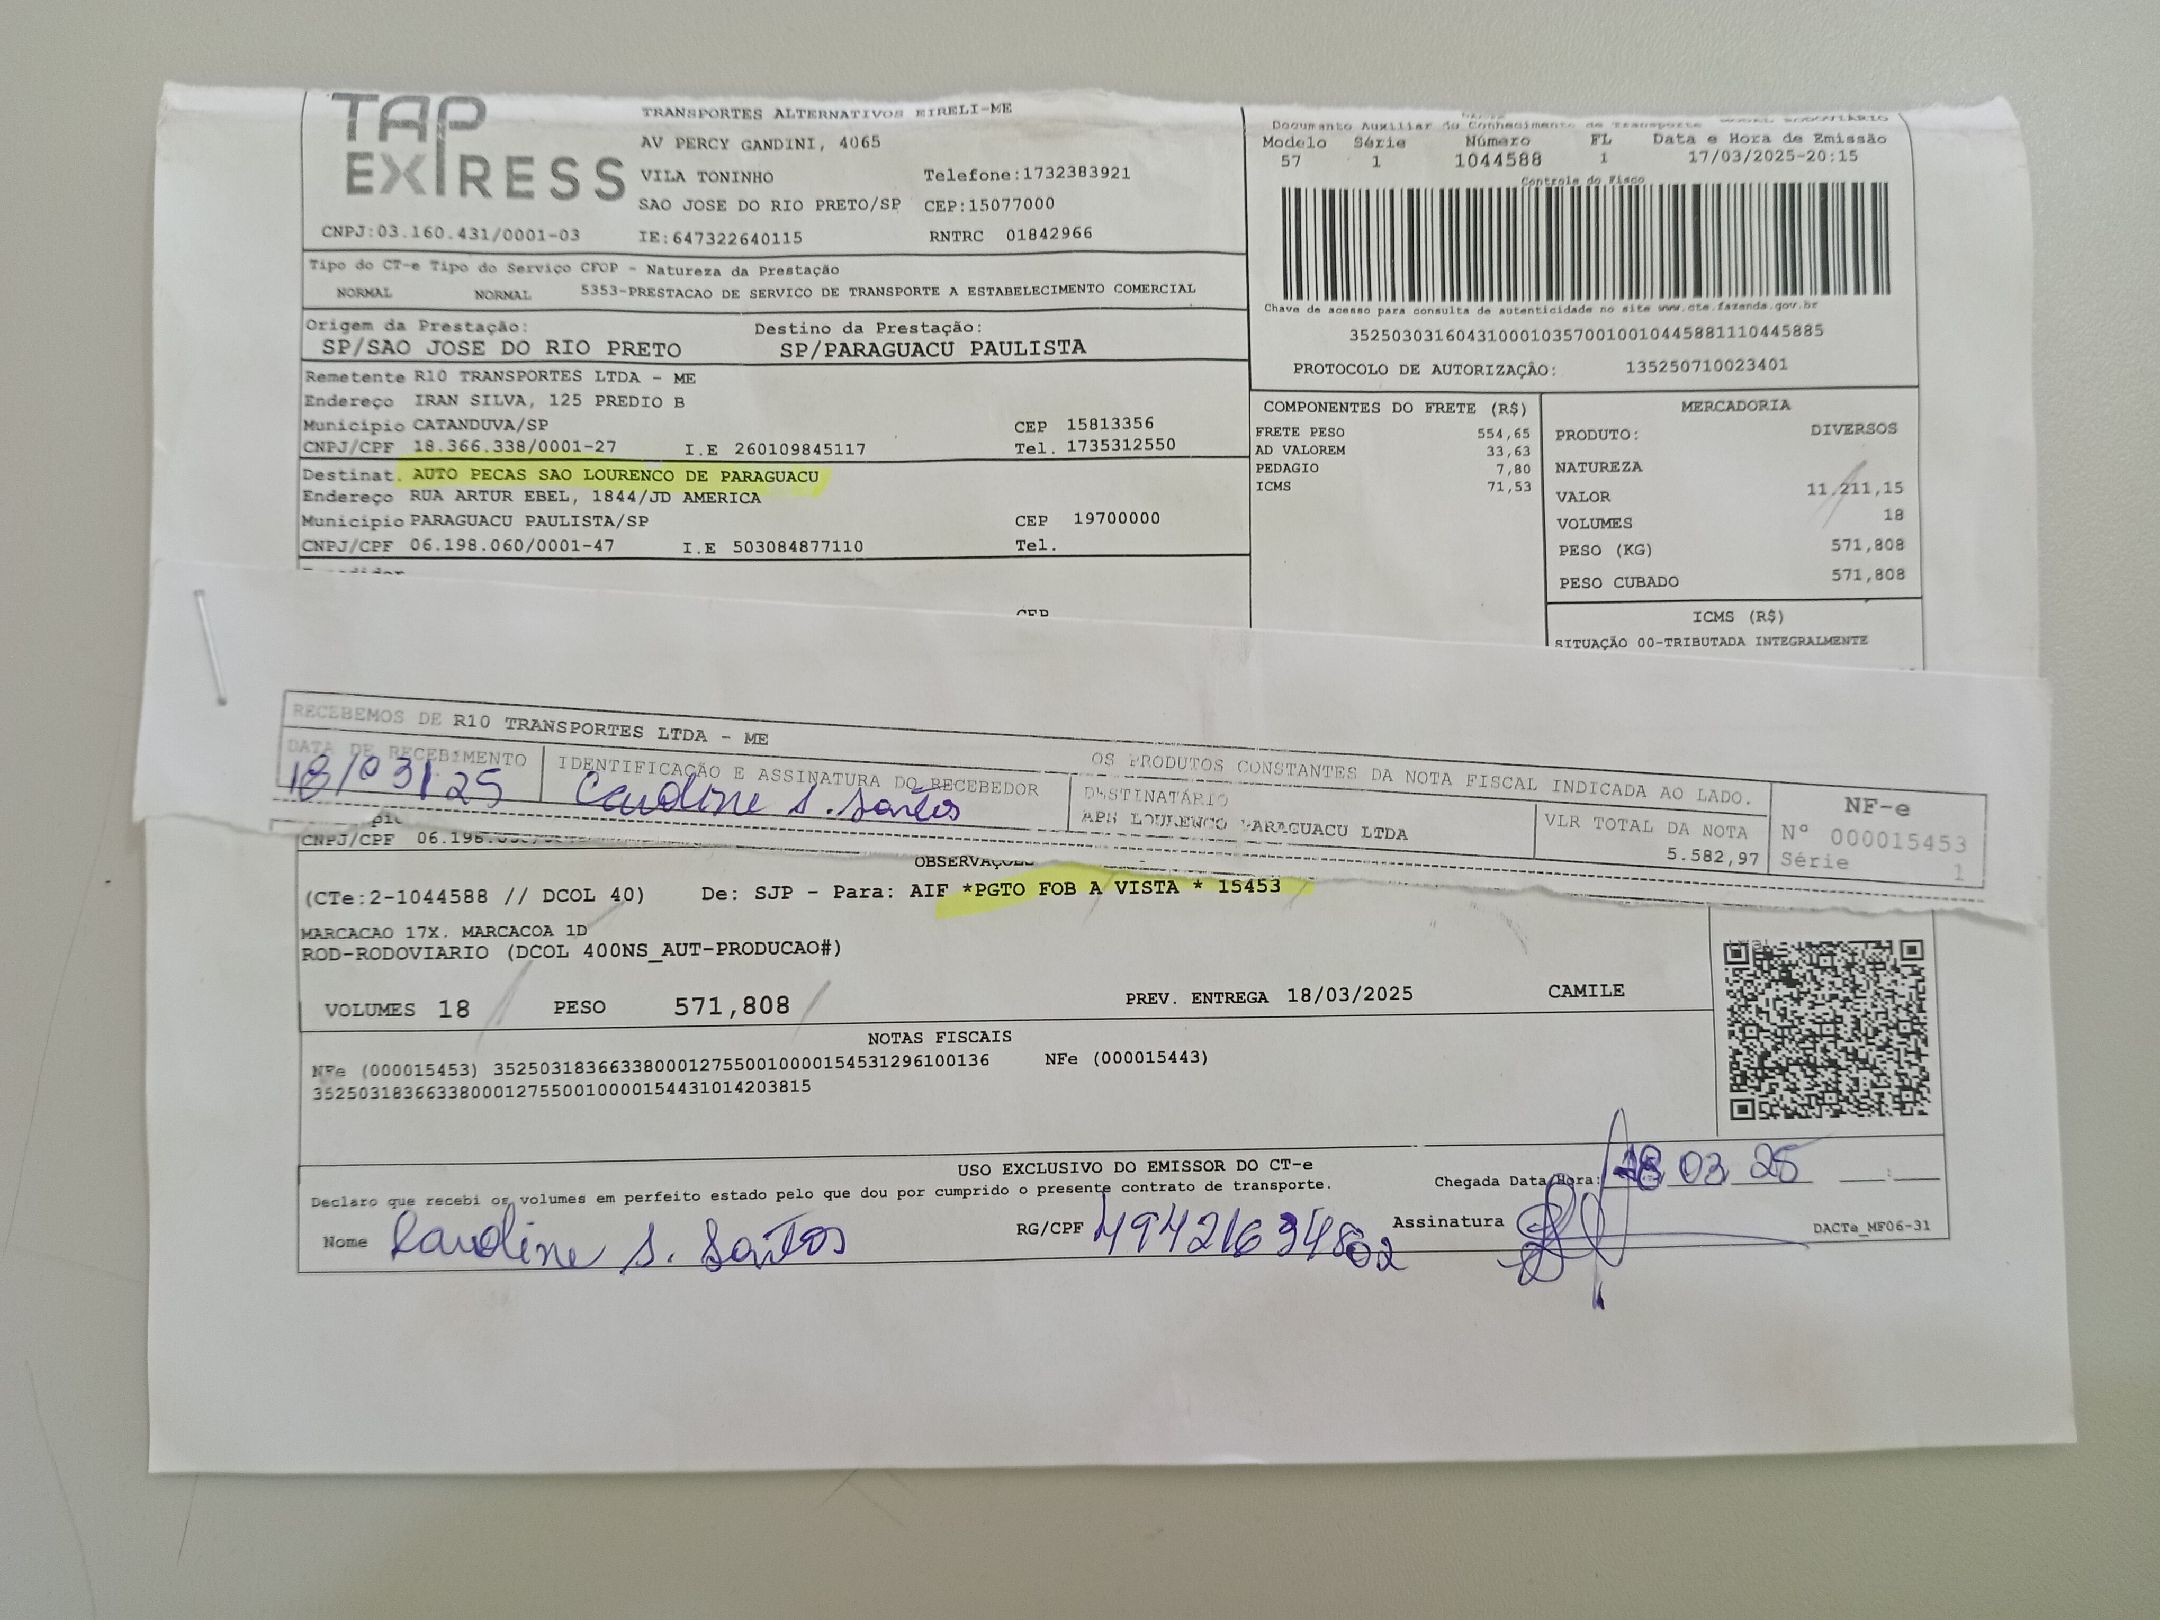 TAP EXPRESS
TRANSPORTES ALTERNATIVOS EIRELI-ME
AV PERCY GANDINI, 4065
VILA TONINHO Telefone:1732383921
SAO JOSE DO RIO PRETO/SP CEP:15077000
CNPJ:03.160.431/0001-03 IE:647322640115 RNTRC 01842966
Tipo do CT-e Tipo do Serviço CFOP - Natureza da Prestação
NORMAL NORMAL 5353-PRESTACAO DE SERVICO DE TRANSPORTE A ESTABELECIMENTO COMERCIAL
Origem da Prestação: Destino da Prestação:
SP/SAO JOSE DO RIO PRETO SP/PARAGUACU PAULISTA
Remetente R10 TRANSPORTES LTDA - ME
Endereço IRAN SILVA, 125 PREDIO B
Município CATANDUVA/SP CEP 15813356
CNPJ/CPF 18.366.338/0001-27 I.E 260109845117 Tel. 1735312550
Destinat. AUTO PECAS SAO LOURENCO DE PARAGUACU
Endereço RUA ARTUR EBEL, 1844/JD AMERICA
Município PARAGUACU PAULISTA/SP CEP 19700000
CNPJ/CPF 06.198.060/0001-47 I.E 503084877110 Tel.
CEP
Documento Auxiliar do Conhecimento de Transporte
Modelo Série Número FL Data e Hora de Emissão
57 1 1044588 1 17/03/2025-20:15
Controle do Fisco
Chave de acesso para consulta de autenticidade no site www.cte.fazenda.gov.br
35250303160431000103570010010445881110445885
PROTOCOLO DE AUTORIZAÇÃO: 135250710023401
COMPONENTES DO FRETE (R$)
FRETE PESO 554,65
AD VALOREM 33,63
PEDAGIO 7,80
ICMS 71,53
MERCADORIA
PRODUTO: DIVERSOS
NATUREZA
VALOR 11.211,15
VOLUMES 18
PESO (KG) 571,808
PESO CUBADO 571,808
ICMS (R$)
SITUAÇÃO 00-TRIBUTADA INTEGRALMENTE
RECEBEMOS DE R10 TRANSPORTES LTDA - ME OS PRODUTOS CONSTANTES DA NOTA FISCAL INDICADA AO LADO.
DATA DE RECEBIMENTO IDENTIFICAÇÃO E ASSINATURA DO RECEBEDOR
18/03/25 Caroline S. Santos
DESTINATÁRIO
LOURENCO PARAGUACU LTDA
VLR TOTAL DA NOTA
5.582,97
NF-e
Nº 000015453
Série 1
CNPJ/CPF 06.198.
OBSERVAÇOES
(CTe:2-1044588 // DCOL 40) De: SJP - Para: AIF *PGTO FOB A VISTA * 15453
MARCACAO 17X. MARCACOA 1D
ROD-RODOVIARIO (DCOL 400NS_AUT-PRODUCAO#)
VOLUMES 18 PESO 571,808 PREV. ENTREGA 18/03/2025 CAMILE
NOTAS FISCAIS
NFe (000015453) 35250318366338000127550010000154531296100136 NFe (000015443)
35250318366338000127550010000154431014203815
USO EXCLUSIVO DO EMISSOR DO CT-e
Declaro que recebi os volumes em perfeito estado pelo que dou por cumprido o presente contrato de transporte.
Chegada Data/Hora: 18 03 25
Nome Caroline S. Santos RG/CPF 49421634802 Assinatura
DACTe_MF06-31